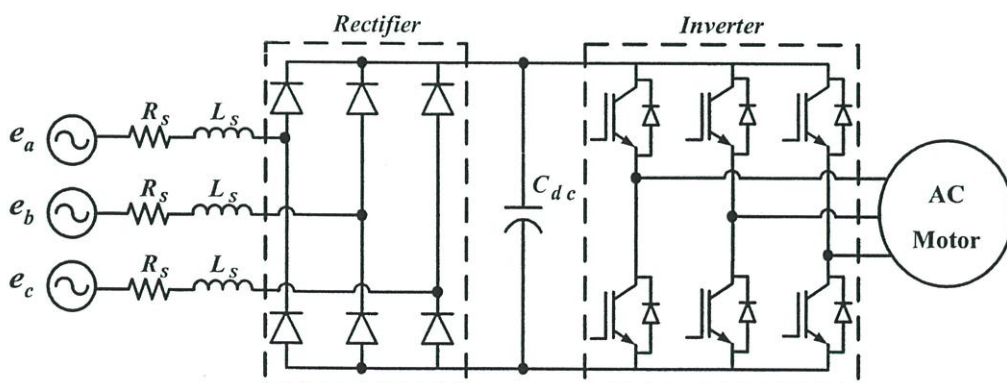 Rectifier
Inverter
e_a R_s L_s
e_b R_s L_s
e_c R_s L_s
C_dc
AC
Motor